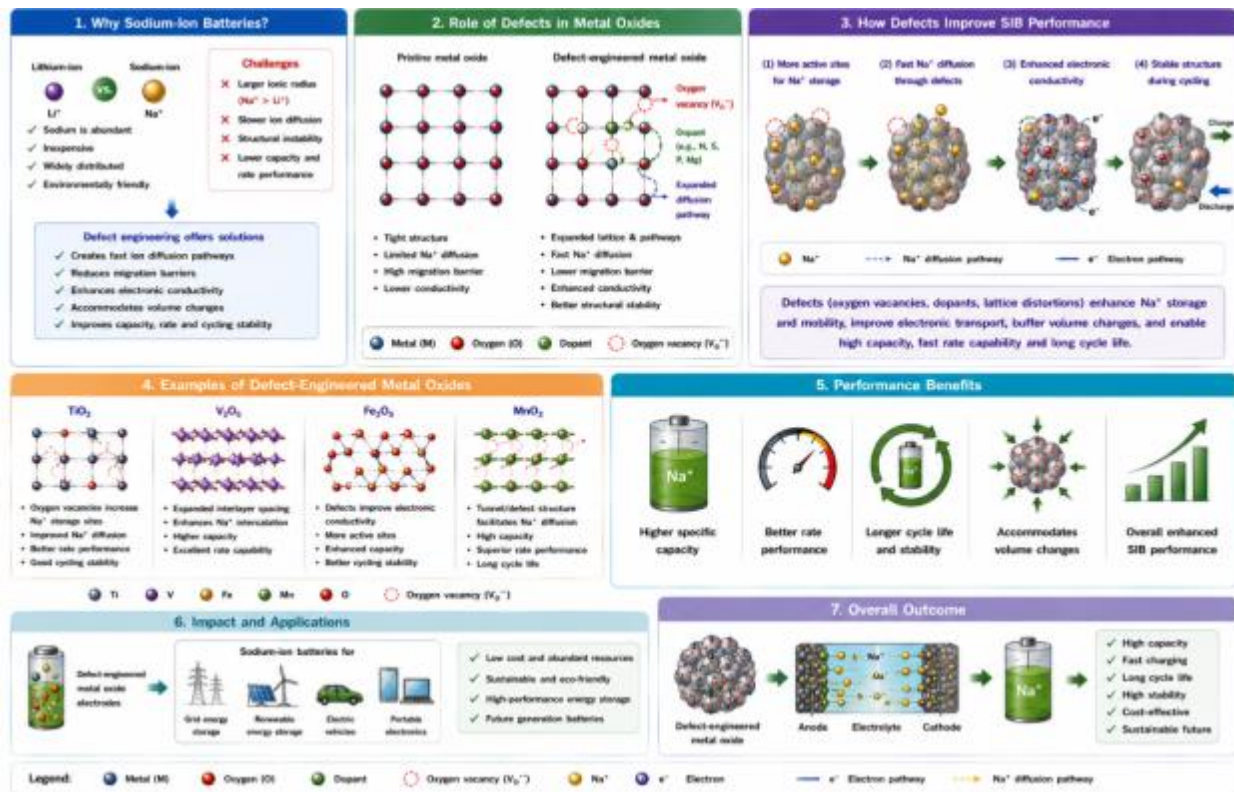 1. Why Sodium-Ion Batteries?
Lithium-ion
vs.
Sodium-ion
Li⁺
Na⁺
✓ Sodium is abundant
✓ Inexpensive
✓ Widely distributed
✓ Environmentally friendly
Challenges
✗ Larger ionic radius
(Na⁺ > Li⁺)
✗ Slower ion diffusion
✗ Structural instability
✗ Lower capacity and
rate performance
Defect engineering offers solutions
✓ Creates fast ion diffusion pathways
✓ Reduces migration barriers
✓ Enhances electronic conductivity
✓ Accommodates volume changes
✓ Improves capacity, rate and cycling stability
2. Role of Defects in Metal Oxides
Pristine metal oxide
• Tight structure
• Limited Na⁺ diffusion
• High migration barrier
• Lower conductivity
Defect-engineered metal oxide
Oxygen
vacancy (V₀¨)
Dopant
(e.g., N, S,
P, Mg)
Expanded
diffusion
pathway
• Expanded lattice & pathways
• Fast Na⁺ diffusion
• Lower migration barrier
• Enhanced conductivity
• Better structural stability
Metal (M) Oxygen (O) Dopant Oxygen vacancy (V₀¨)
3. How Defects Improve SIB Performance
(1) More active sites
for Na⁺ storage
(2) Fast Na⁺ diffusion
through defects
(3) Enhanced electronic
conductivity
(4) Stable structure
during cycling
e⁻
e⁻
Charge
Discharge
Na⁺ Na⁺ diffusion pathway e⁻ Electron pathway
Defects (oxygen vacancies, dopants, lattice distortions) enhance Na⁺ storage
and mobility, improve electronic transport, buffer volume changes, and enable
high capacity, fast rate capability and long cycle life.
4. Examples of Defect-Engineered Metal Oxides
TiO₂
• Oxygen vacancies increase
Na⁺ storage sites
• Improved Na⁺ diffusion
• Better rate performance
• Good cycling stability
V₂O₅
• Expanded interlayer spacing
• Enhances Na⁺ intercalation
• Higher capacity
• Excellent rate capability
Fe₂O₃
• Defects improve electronic
conductivity
• More active sites
• Enhanced capacity
• Better cycling stability
MnO₂
• Tunnel/defect structure
facilitates Na⁺ diffusion
• High capacity
• Superior rate performance
• Long cycle life
Ti V Fe Mn O Oxygen vacancy (V₀¨)
5. Performance Benefits
Na⁺
Higher specific
capacity
Better rate
performance
Na⁺
Longer cycle life
and stability
Accommodates
volume changes
Overall enhanced
SIB performance
6. Impact and Applications
Defect-engineered
metal oxide
electrodes
Sodium-ion batteries for
Grid energy
storage
Renewable
energy storage
Electric
vehicles
Portable
electronics
✓ Low cost and abundant resources
✓ Sustainable and eco-friendly
✓ High-performance energy storage
✓ Future generation batteries
7. Overall Outcome
Defect-engineered
metal oxide
Na⁺
Anode Electrolyte Cathode
Na⁺
✓ High capacity
✓ Fast charging
✓ Long cycle life
✓ High stability
✓ Cost-effective
✓ Sustainable future
Legend: Metal (M) Oxygen (O) Dopant Oxygen vacancy (V₀¨) Na⁺ e⁻ Electron e⁻ Electron pathway Na⁺ diffusion pathway